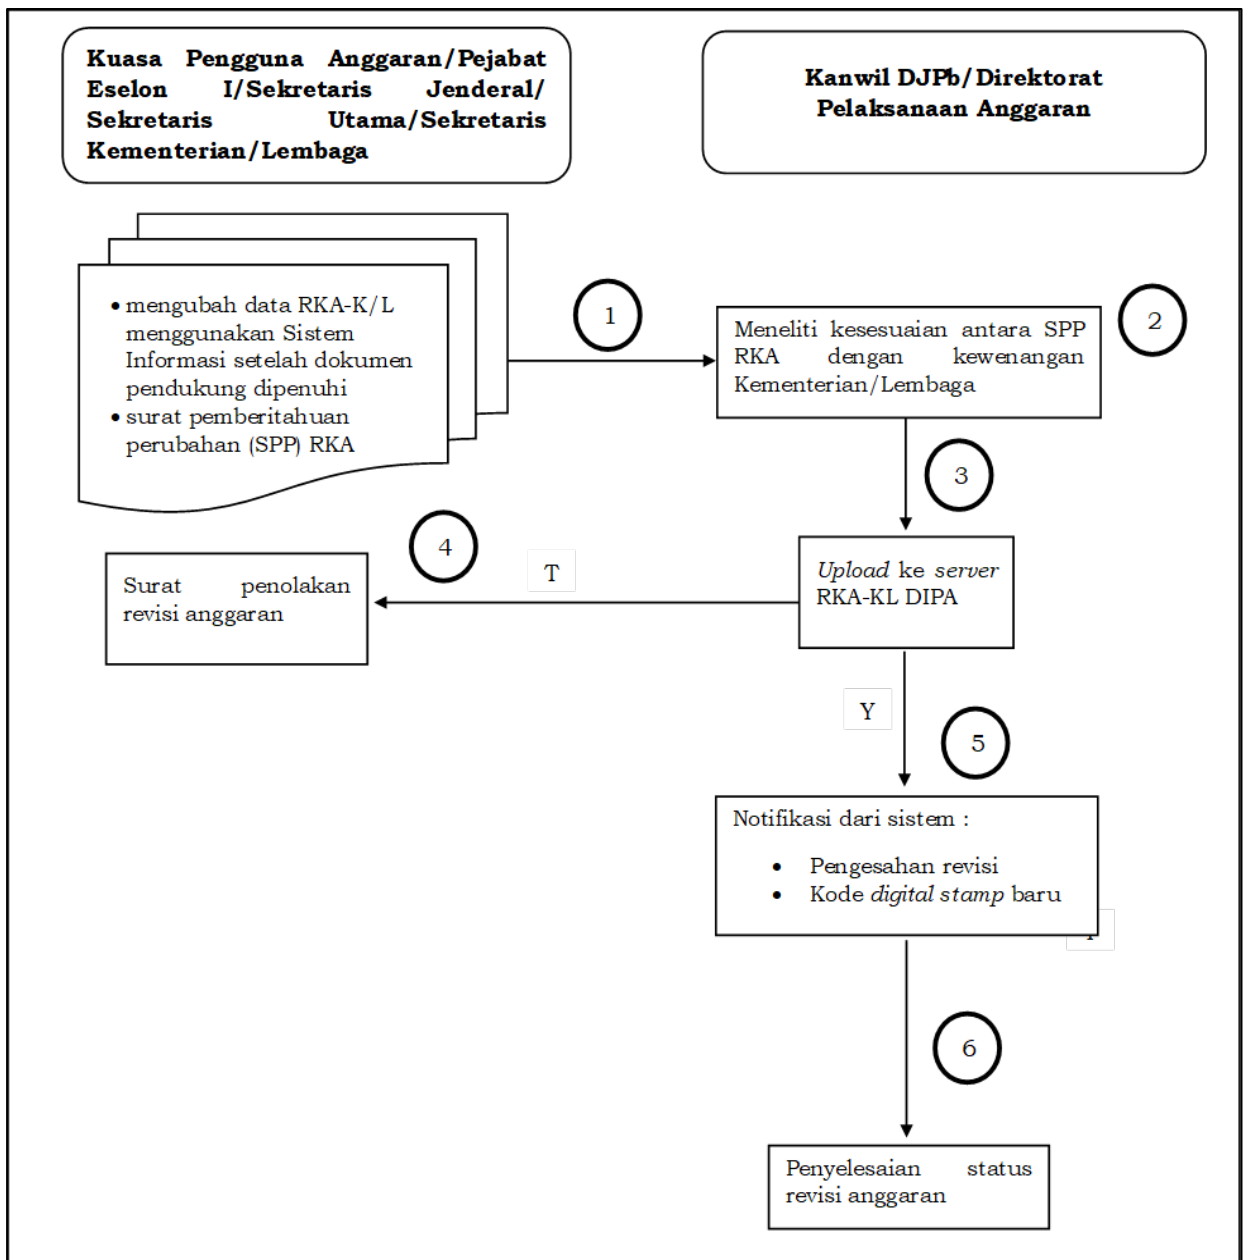 Kuasa Pengguna Anggaran/Pejabat
Eselon I/Sekretaris Jenderal/
Sekretaris Utama/Sekretaris
Kementerian/Lembaga
Kanwil DJPb/Direktorat
Pelaksanaan Anggaran
• mengubah data RKA-K/L
menggunakan Sistem
Informasi setelah dokumen
pendukung dipenuhi
• surat pemberitahuan
perubahan (SPP) RKA
1
Meneliti kesesuaian antara SPP
RKA dengan kewenangan
Kementerian/Lembaga
2
3
4
T
Surat penolakan
revisi anggaran
Upload ke server
RKA-KL DIPA
Y
5
Notifikasi dari sistem :
• Pengesahan revisi
• Kode digital stamp baru
6
Penyelesaian status
revisi anggaran